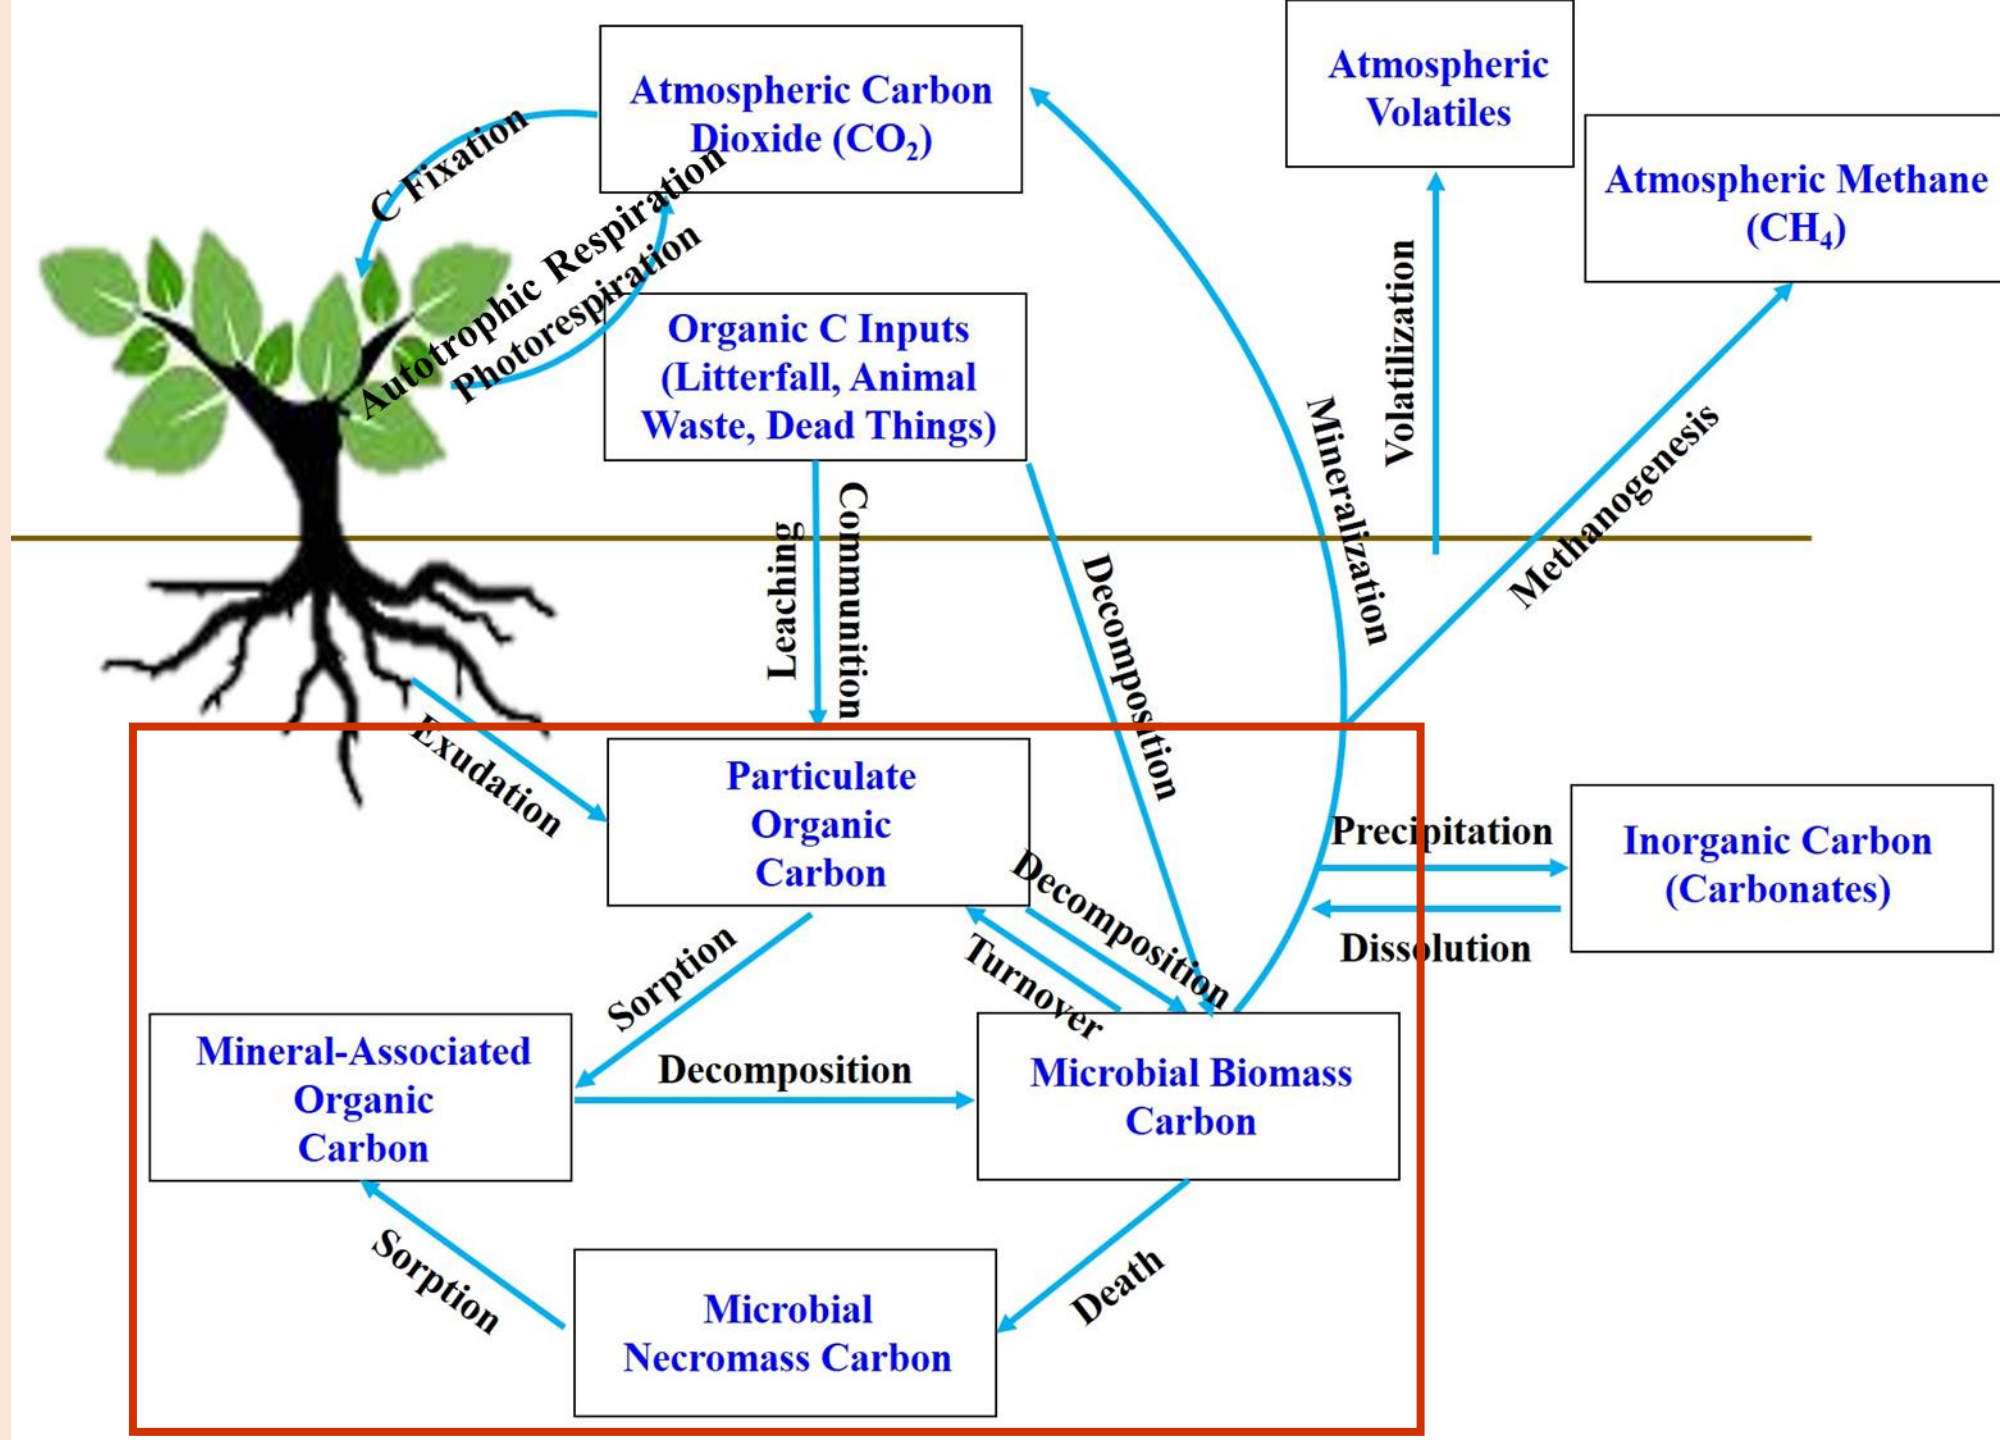 Atmospheric Carbon
Dioxide (CO₂)
Atmospheric
Volatiles
Atmospheric Methane
(CH₄)
C Fixation
Autotrophic Respiration
Photorespiration
Organic C Inputs
(Litterfall, Animal
Waste, Dead Things)
Volatilization
Mineralization
Methanogenesis
Leaching
Communition
Decomposition
Exudation
Particulate
Organic
Carbon
Precipitation
Dissolution
Inorganic Carbon
(Carbonates)
Decomposition
Turnover
Sorption
Mineral-Associated
Organic
Carbon
Decomposition
Microbial Biomass
Carbon
Sorption
Death
Microbial
Necromass Carbon